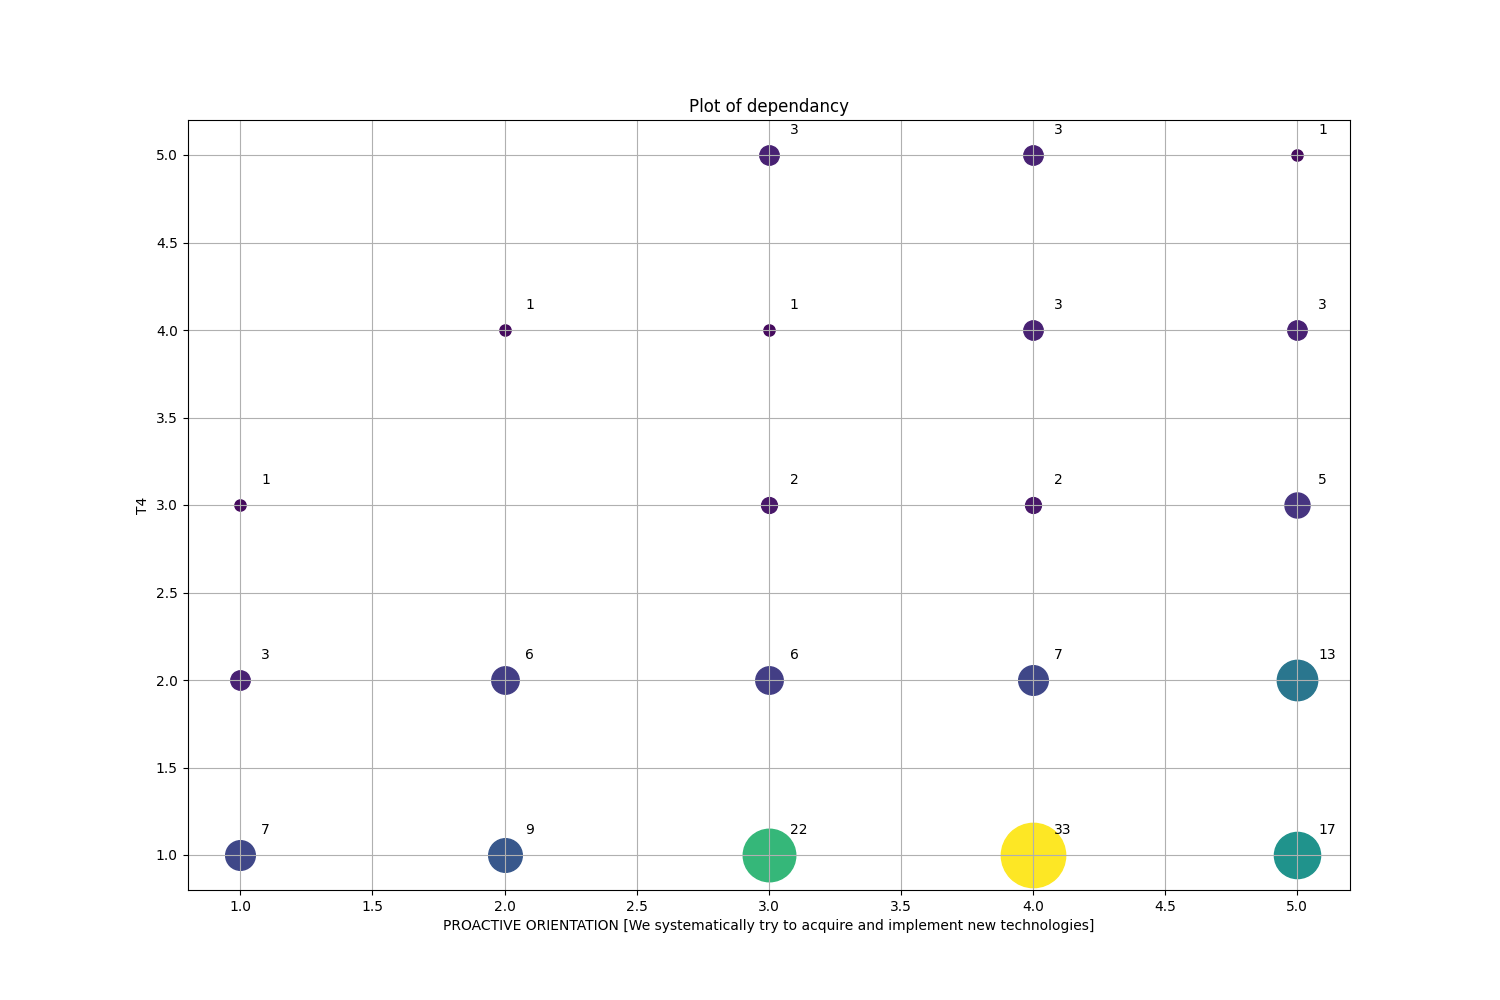 Plot of dependancy
3 3 1
5.0
4.5
1 1 3 3
4.0
3.5
1 2 2 5
3.0
T4
2.5
3 6 6 7 13
2.0
1.5
7 9 22 33 17
1.0
1.0 1.5 2.0 2.5 3.0 3.5 4.0 4.5 5.0
PROACTIVE ORIENTATION [We systematically try to acquire and implement new technologies]